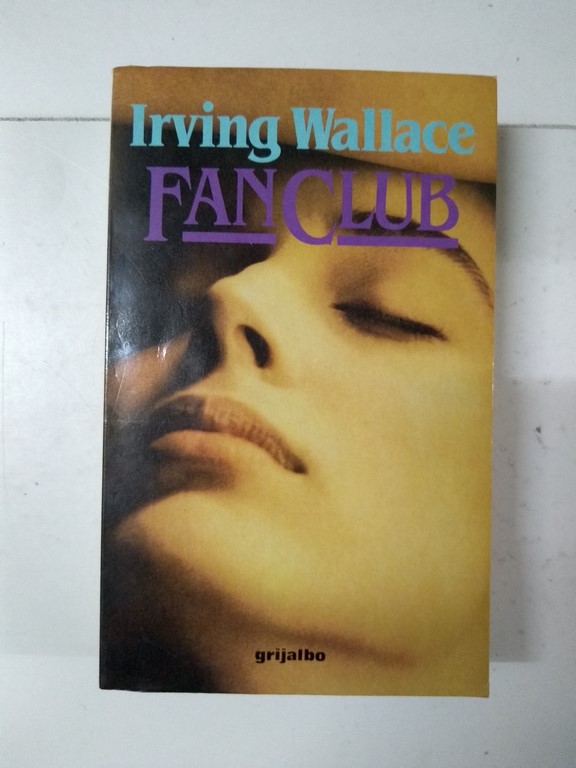 Irving Wallace
FAN CLUB
grijalbo